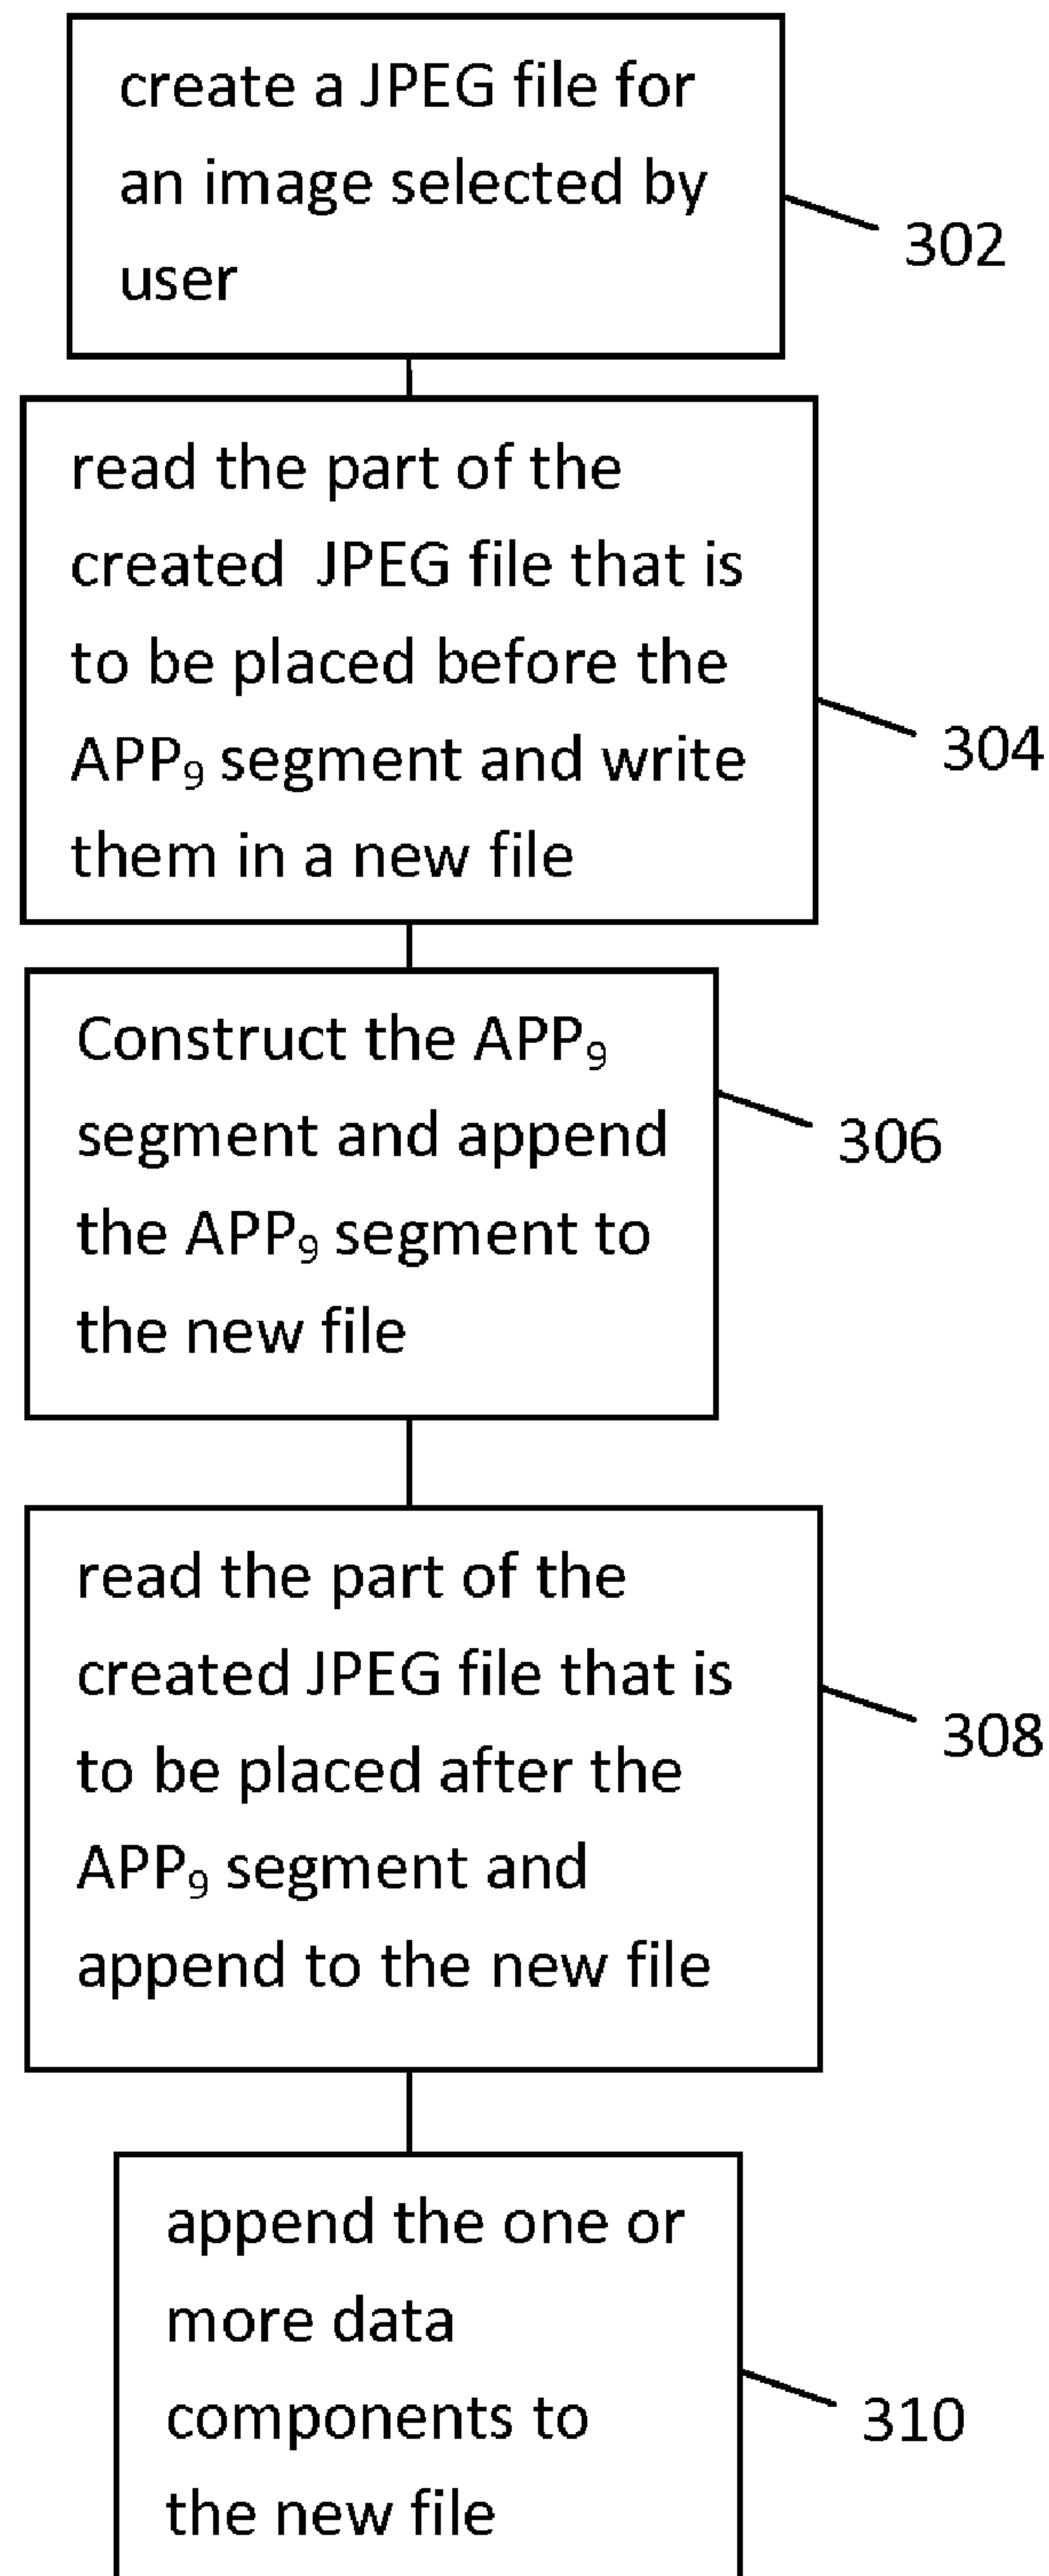 create a JPEG file for
an image selected by
user
302
read the part of the
created JPEG file that is
to be placed before the
APP₉ segment and write
them in a new file
304
Construct the APP₉
segment and append
the APP₉ segment to
the new file
306
read the part of the
created JPEG file that is
to be placed after the
APP₉ segment and
append to the new file
308
append the one or
more data
components to
the new file
310